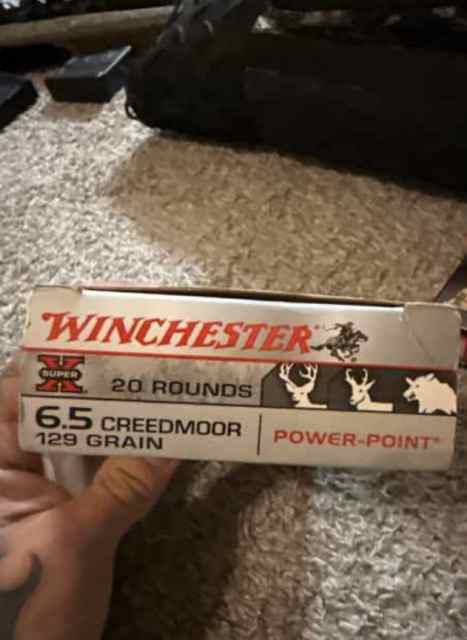 WINCHESTER®
SUPER X
20 ROUNDS
6.5 CREEDMOOR
129 GRAIN
POWER-POINT®